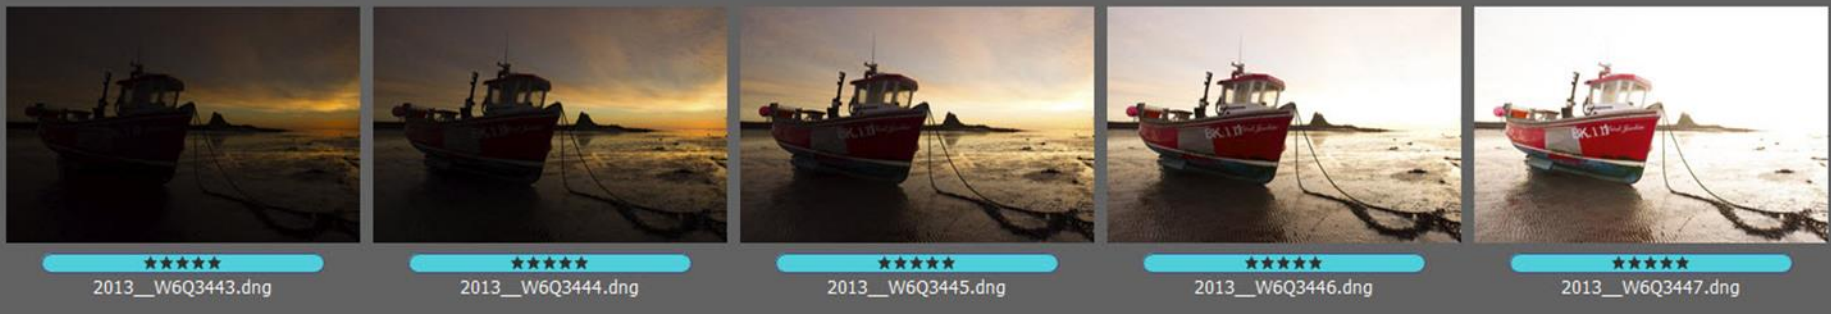 ★★★★★ ★★★★★ ★★★★★ ★★★★★ ★★★★★
2013__W6Q3443.dng 2013__W6Q3444.dng 2013__W6Q3445.dng 2013__W6Q3446.dng 2013__W6Q3447.dng